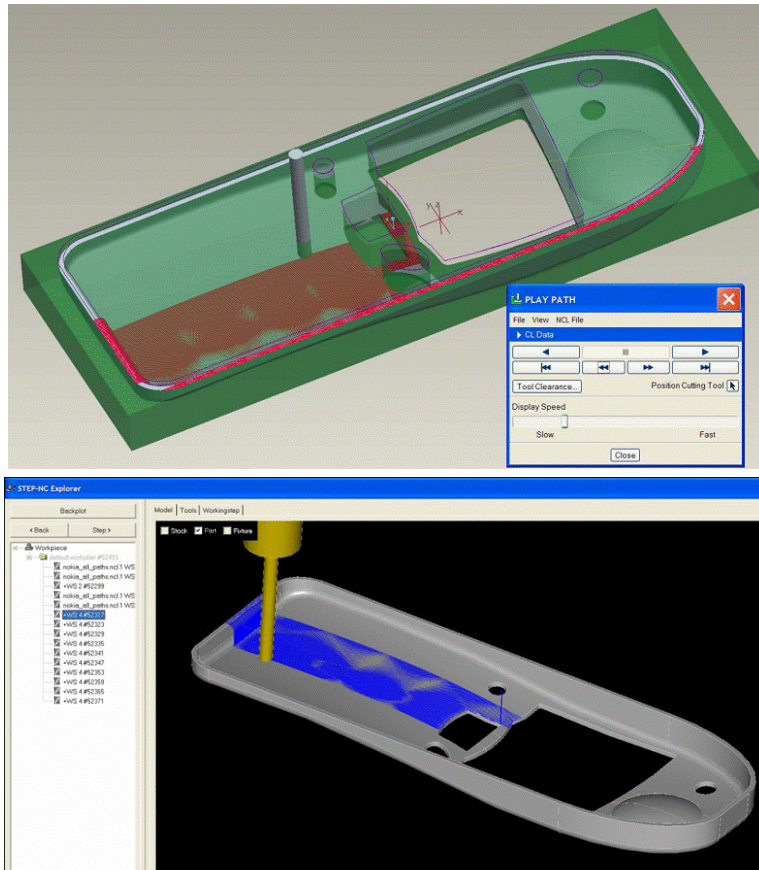 y z
x
PLAY PATH
File View NCL File
CL Data
Tool Clearance...
Position Cutting Tool
Display Speed
Slow
Fast
Close
STEP-NC Explorer
Backplot
Model Tools Workingstep
< Back
Step >
Stock Part Fixture
Workpiece
default workplan #52493
nokia_all_paths.ncl.1 WS
nokia_all_paths.ncl.1 WS
+WS 2 #52299
nokia_all_paths.ncl.1 WS
nokia_all_paths.ncl.1 WS
+WS 4 #52317
+WS 4 #52323
+WS 4 #52329
+WS 4 #52335
+WS 4 #52341
+WS 4 #52347
+WS 4 #52353
+WS 4 #52359
+WS 4 #52365
+WS 4 #52371